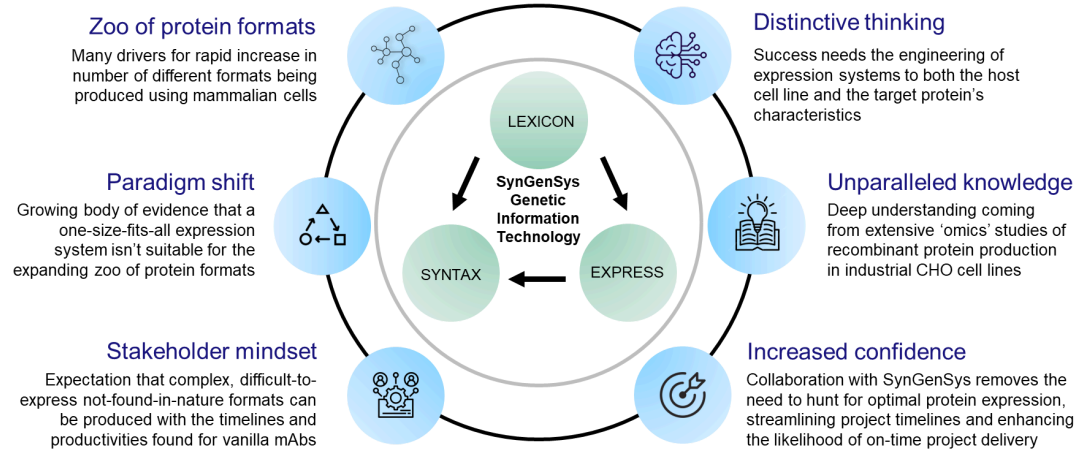 Zoo of protein formats
Many drivers for rapid increase in
number of different formats being
produced using mammalian cells
Paradigm shift
Growing body of evidence that a
one-size-fits-all expression
system isn’t suitable for the
expanding zoo of protein formats
Stakeholder mindset
Expectation that complex, difficult-to-
express not-found-in-nature formats can
be produced with the timelines and
productivities found for vanilla mAbs
LEXICON
SynGenSys
Genetic
Information
Technology
SYNTAX
EXPRESS
Distinctive thinking
Success needs the engineering of
expression systems to both the host
cell line and the target protein’s
characteristics
Unparalleled knowledge
Deep understanding coming
from extensive ‘omics’ studies of
recombinant protein production
in industrial CHO cell lines
Increased confidence
Collaboration with SynGenSys removes the
need to hunt for optimal protein expression,
streamlining project timelines and enhancing
the likelihood of on-time project delivery